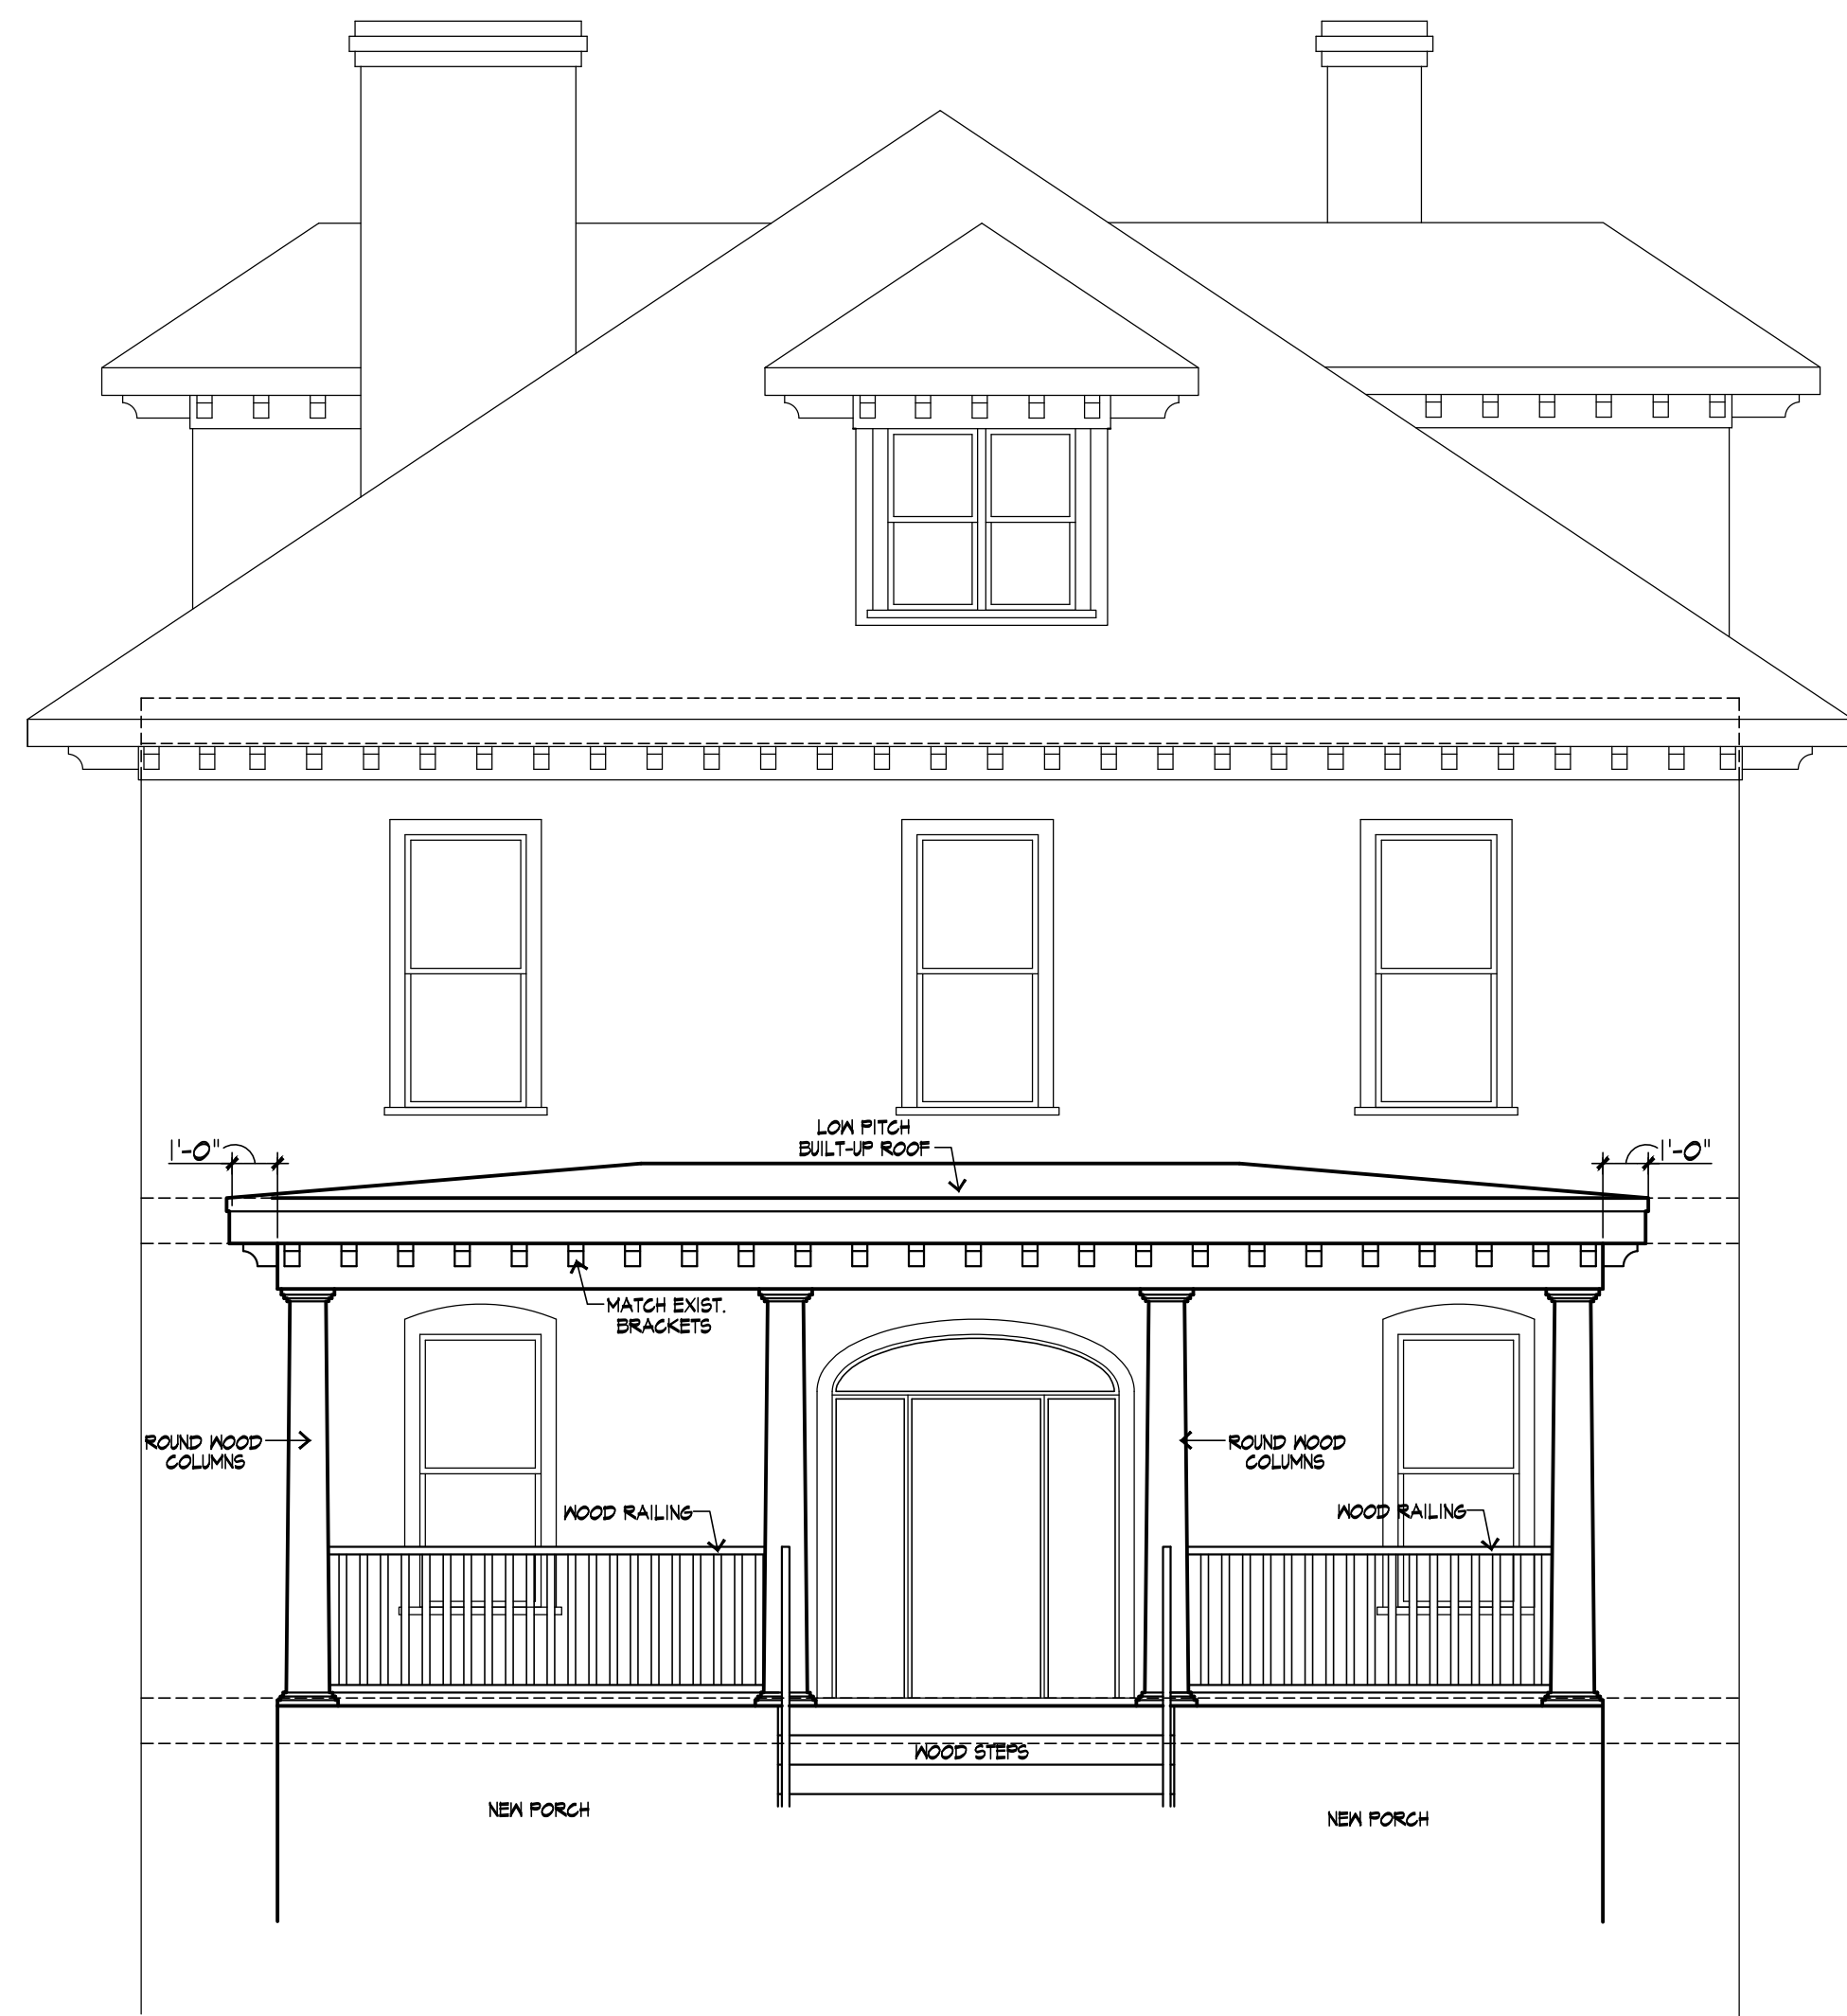 LOW PITCH
BUILT-UP ROOF
1'-0"
1'-0"
MATCH EXIST.
BRACKETS
ROUND WOOD
COLUMNS
ROUND WOOD
COLUMNS
WOOD RAILING
WOOD RAILING
WOOD STEPS
NEW PORCH
NEW PORCH